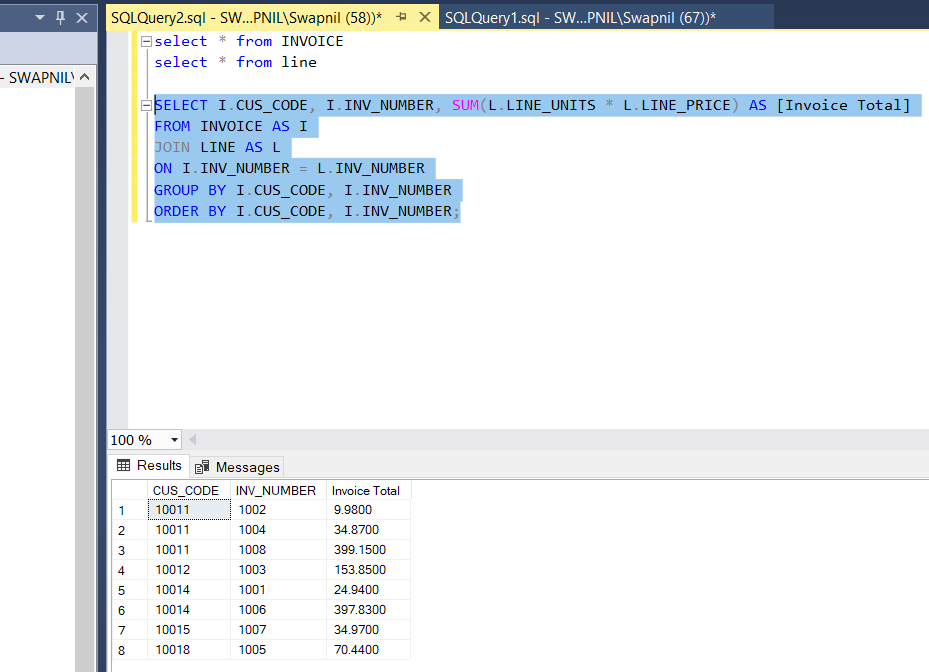 SQLQuery2.sql - SW...PNIL\Swapnil (58))*
SQLQuery1.sql - SW...PNIL\Swapnil (67))*
- SWAPNIL\
select * from INVOICE
select * from line
SELECT I.CUS_CODE, I.INV_NUMBER, SUM(L.LINE_UNITS * L.LINE_PRICE) AS [Invoice Total]
FROM INVOICE AS I
JOIN LINE AS L
ON I.INV_NUMBER = L.INV_NUMBER
GROUP BY I.CUS_CODE, I.INV_NUMBER
ORDER BY I.CUS_CODE, I.INV_NUMBER;
100 %
Results Messages
CUS_CODE INV_NUMBER Invoice Total
1 10011 1002 9.9800
2 10011 1004 34.8700
3 10011 1008 399.1500
4 10012 1003 153.8500
5 10014 1001 24.9400
6 10014 1006 397.8300
7 10015 1007 34.9700
8 10018 1005 70.4400